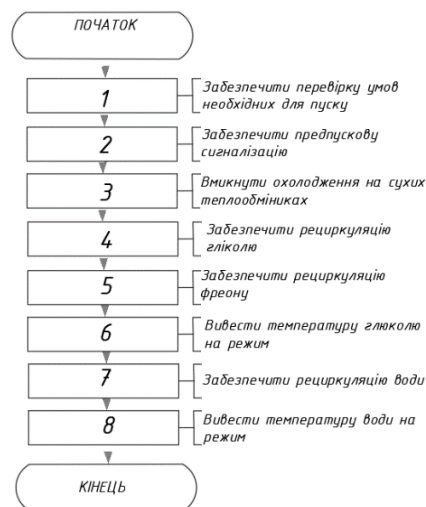 ПОЧАТОК
1
Забезпечити перевірку умов
необхідних для пуску
2
Забезпечити предпускову
сигналізацію
3
Вмикнути охолодження на сухих
теплообмініках
4
Забезпечити рециркуляцію
гліколю
5
Забезпечити рециркуляцію
фреону
6
Вивести температуру глюколю
на режим
7
Забезпечити рециркуляцію води
8
Вивести температуру води на
режим
КІНЕЦЬ